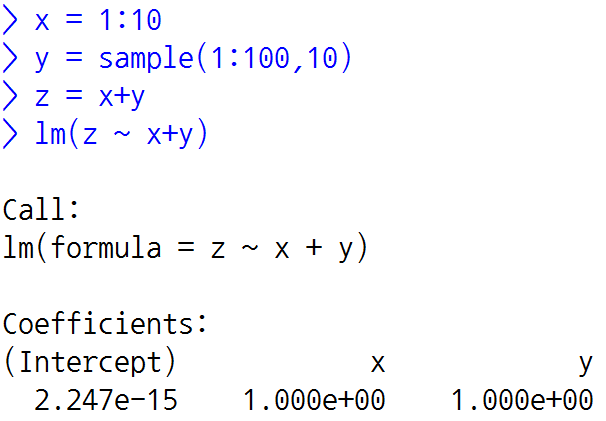 > x = 1:10
> y = sample(1:100,10)
> z = x+y
> lm(z ~ x+y)
Call:
lm(formula = z ~ x + y)
Coefficients:
(Intercept) x y
2.247e-15 1.000e+00 1.000e+00